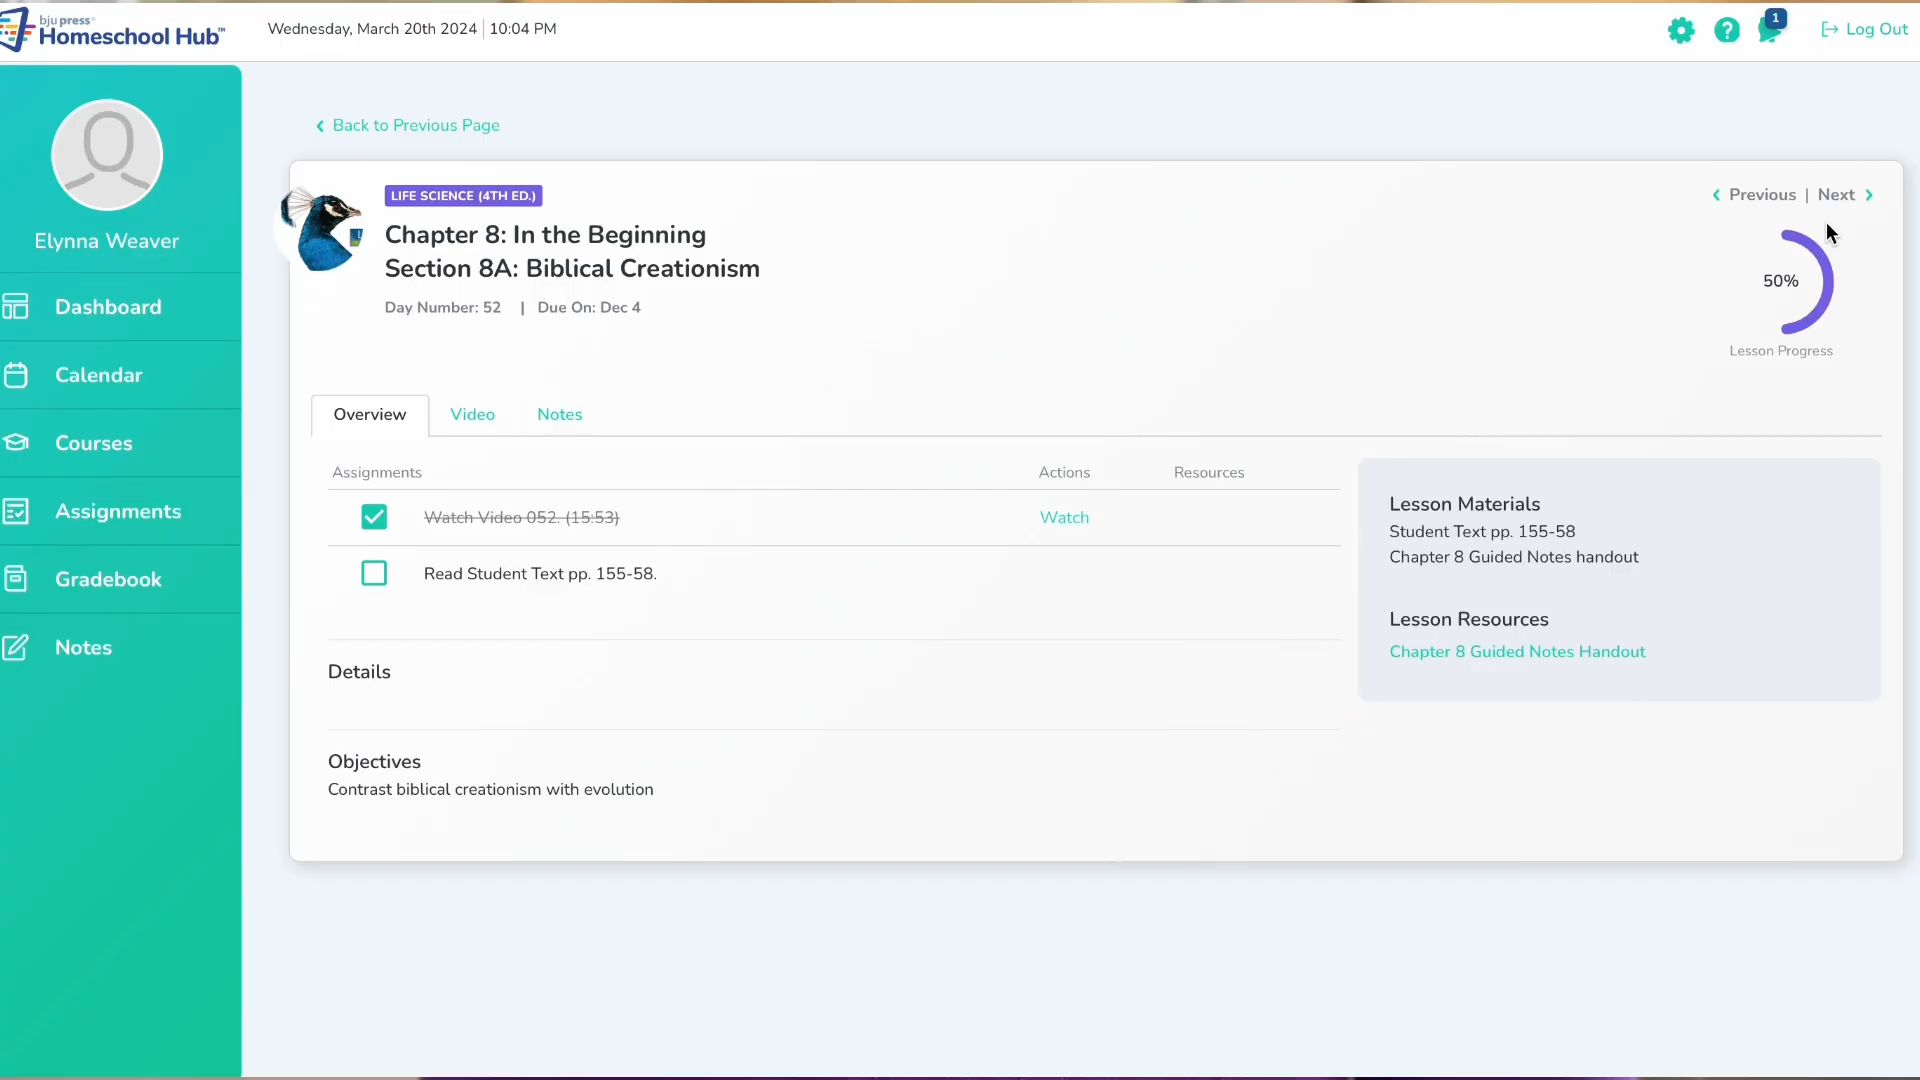 bju press
Homeschool Hub™
Wednesday, March 20th 2024 | 10:04 PM
1
Log Out
Elynna Weaver
Dashboard
Calendar
Courses
Assignments
Gradebook
Notes
Back to Previous Page
LIFE SCIENCE (4TH ED.)
Chapter 8: In the Beginning
Section 8A: Biblical Creationism
Day Number: 52 | Due On: Dec 4
Previous | Next
50%
Lesson Progress
Overview Video Notes
Assignments Actions Resources
Watch Video 052. (15:53) Watch
Read Student Text pp. 155-58.
Details
Objectives
Contrast biblical creationism with evolution
Lesson Materials
Student Text pp. 155-58
Chapter 8 Guided Notes handout
Lesson Resources
Chapter 8 Guided Notes Handout